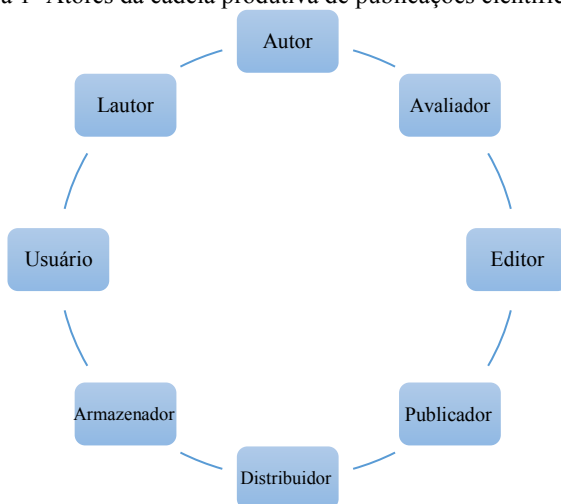 a 1- Atores da cadeia produtiva de publicações científic
Autor
Avaliador
Editor
Publicador
Distribuidor
Armazenador
Usuário
Lautor